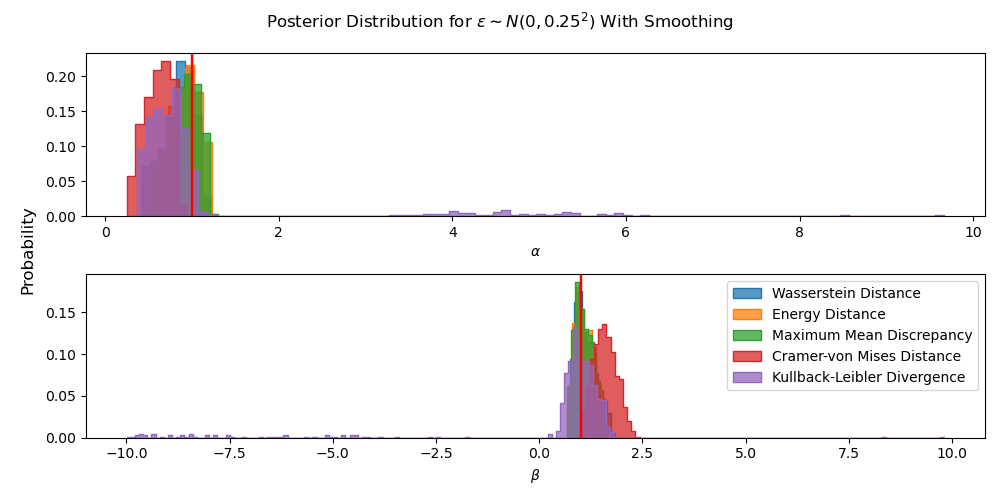 Posterior Distribution for ε ∼ N(0, 0.25²) With Smoothing
0.20
0.15
0.10
0.05
0.00
0 2 4 6 8 10
α
Probability
0.15
0.10
0.05
0.00
Wasserstein Distance
Energy Distance
Maximum Mean Discrepancy
Cramer-von Mises Distance
Kullback-Leibler Divergence
−10.0 −7.5 −5.0 −2.5 0.0 2.5 5.0 7.5 10.0
β